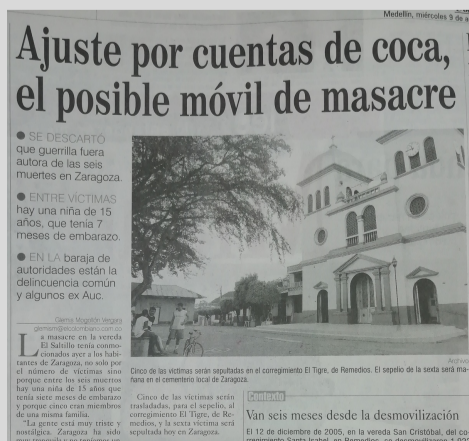 Medellín, miércoles 9 de a
Ajuste por cuentas de coca,
el posible móvil de masacre
● SE DESCARTÓ
que guerrilla fuera
autora de las seis
muertes en Zaragoza.
● ENTRE VÍCTIMAS
hay una niña de 15
años, que tenía 7
meses de embarazo.
● EN LA baraja de
autoridades están la
delincuencia común
y algunos ex Auc.
Glemis Mogollón Vergara
glemism@elcolombiano.com.co
La masacre en la vereda
El Saltillo tenía conmo-
cionados ayer a los habi-
tantes de Zaragoza, no solo por
el número de víctimas sino
porque entre los seis muertos
hay una niña de 15 años que
tenía siete meses de embarazo
y porque cinco eran miembros
de una misma familia.
"La gente está muy triste y
nostálgica. Zaragoza ha sido
Archivo
Cinco de las víctimas serán sepultadas en el corregimiento El Tigre, de Remedios. El sepelio de la sexta será ma-
ñana en el cementerio local de Zaragoza.
Cinco de las víctimas serán
trasladadas, para el sepelio, al
corregimiento El Tigre, de Re-
medios, y la sexta víctima será
sepultada hoy en Zaragoza.
Contexto
Van seis meses desde la desmovilización
El 12 de diciembre de 2005, en la vereda San Cristóbal, del co-